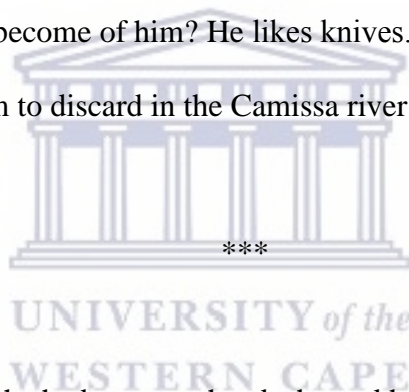 become of him? He likes knives.
to discard in the Camissa river
***
UNIVERSITY of the
WESTERN CAPE